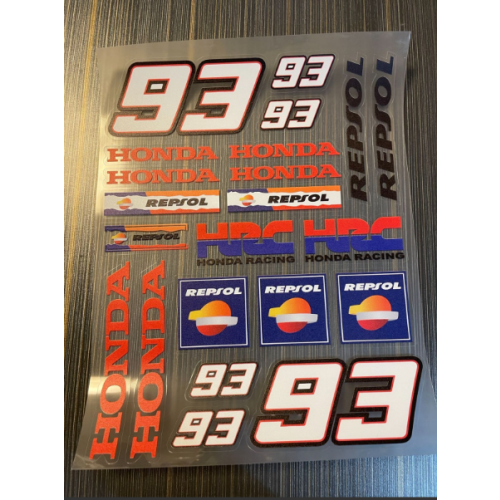 93
93
93
REPSOL
REPSOL
HONDA HONDA
HONDA HONDA
REPSOL REPSOL
REPSOL
HRC HRC
HONDA RACING HONDA RACING
HONDA
HONDA
REPSOL REPSOL REPSOL
93
93
93